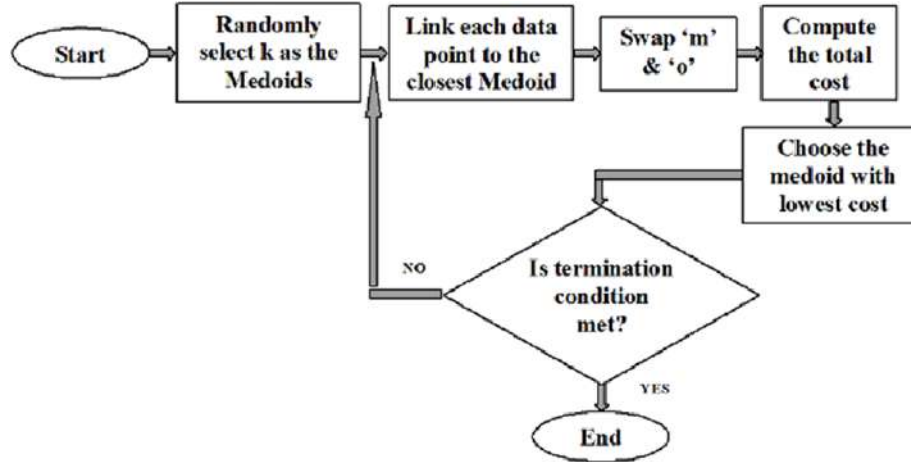 Start
Randomly
select k as the
Medoids
Link each data
point to the
closest Medoid
Swap ‘m’
& ‘o’
Compute
the total
cost
Choose the
medoid with
lowest cost
Is termination
condition
met?
NO
YES
End